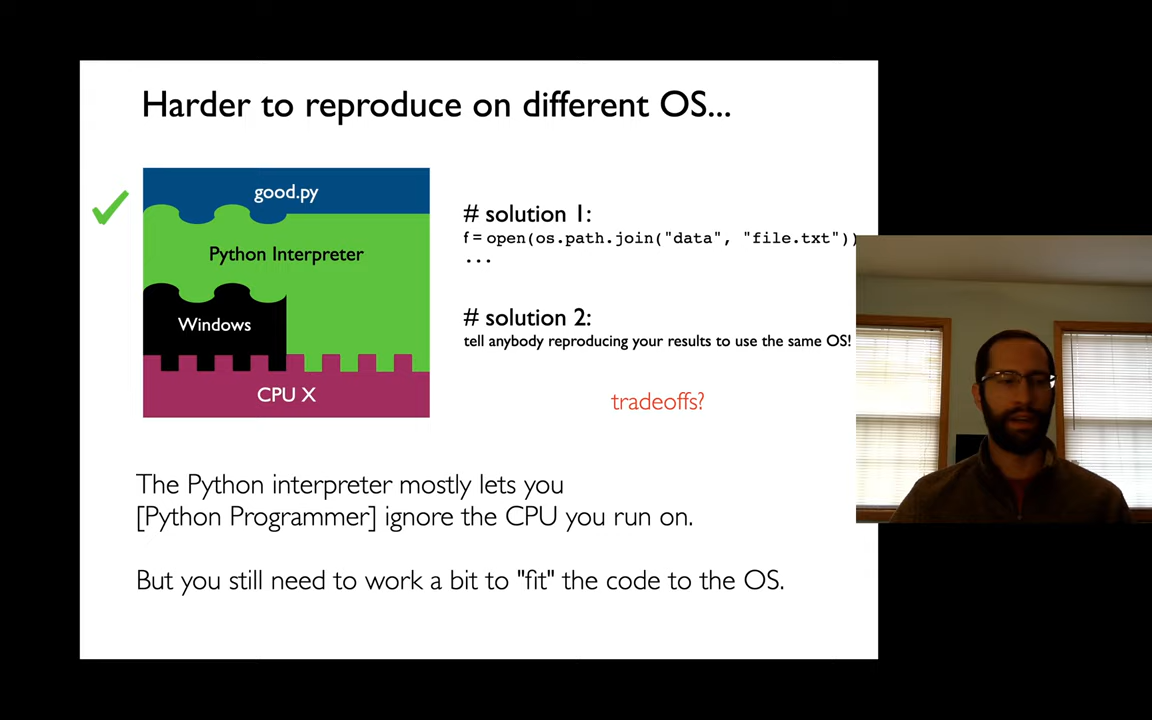 Harder to reproduce on different OS...
good.py
Python Interpreter
Windows
CPU X
# solution 1:
f = open(os.path.join("data", "file.txt"))
...
# solution 2:
tell anybody reproducing your results to use the same OS!
tradeoffs?
The Python interpreter mostly lets you
[Python Programmer] ignore the CPU you run on.
But you still need to work a bit to "fit" the code to the OS.